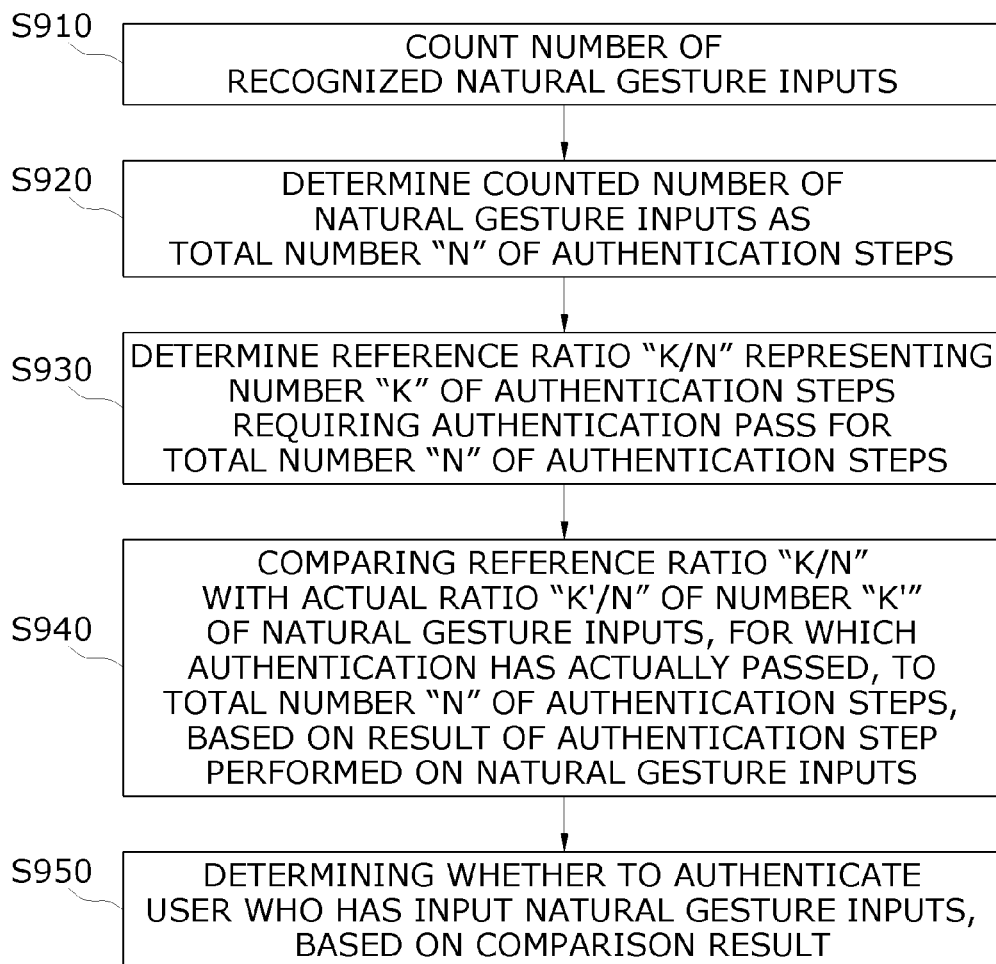 S910
COUNT NUMBER OF
RECOGNIZED NATURAL GESTURE INPUTS
S920
DETERMINE COUNTED NUMBER OF
NATURAL GESTURE INPUTS AS
TOTAL NUMBER “N” OF AUTHENTICATION STEPS
S930
DETERMINE REFERENCE RATIO “K/N” REPRESENTING
NUMBER “K” OF AUTHENTICATION STEPS
REQUIRING AUTHENTICATION PASS FOR
TOTAL NUMBER “N” OF AUTHENTICATION STEPS
S940
COMPARING REFERENCE RATIO “K/N”
WITH ACTUAL RATIO “K'/N” OF NUMBER “K'”
OF NATURAL GESTURE INPUTS, FOR WHICH
AUTHENTICATION HAS ACTUALLY PASSED, TO
TOTAL NUMBER “N” OF AUTHENTICATION STEPS,
BASED ON RESULT OF AUTHENTICATION STEP
PERFORMED ON NATURAL GESTURE INPUTS
S950
DETERMINING WHETHER TO AUTHENTICATE
USER WHO HAS INPUT NATURAL GESTURE INPUTS,
BASED ON COMPARISON RESULT